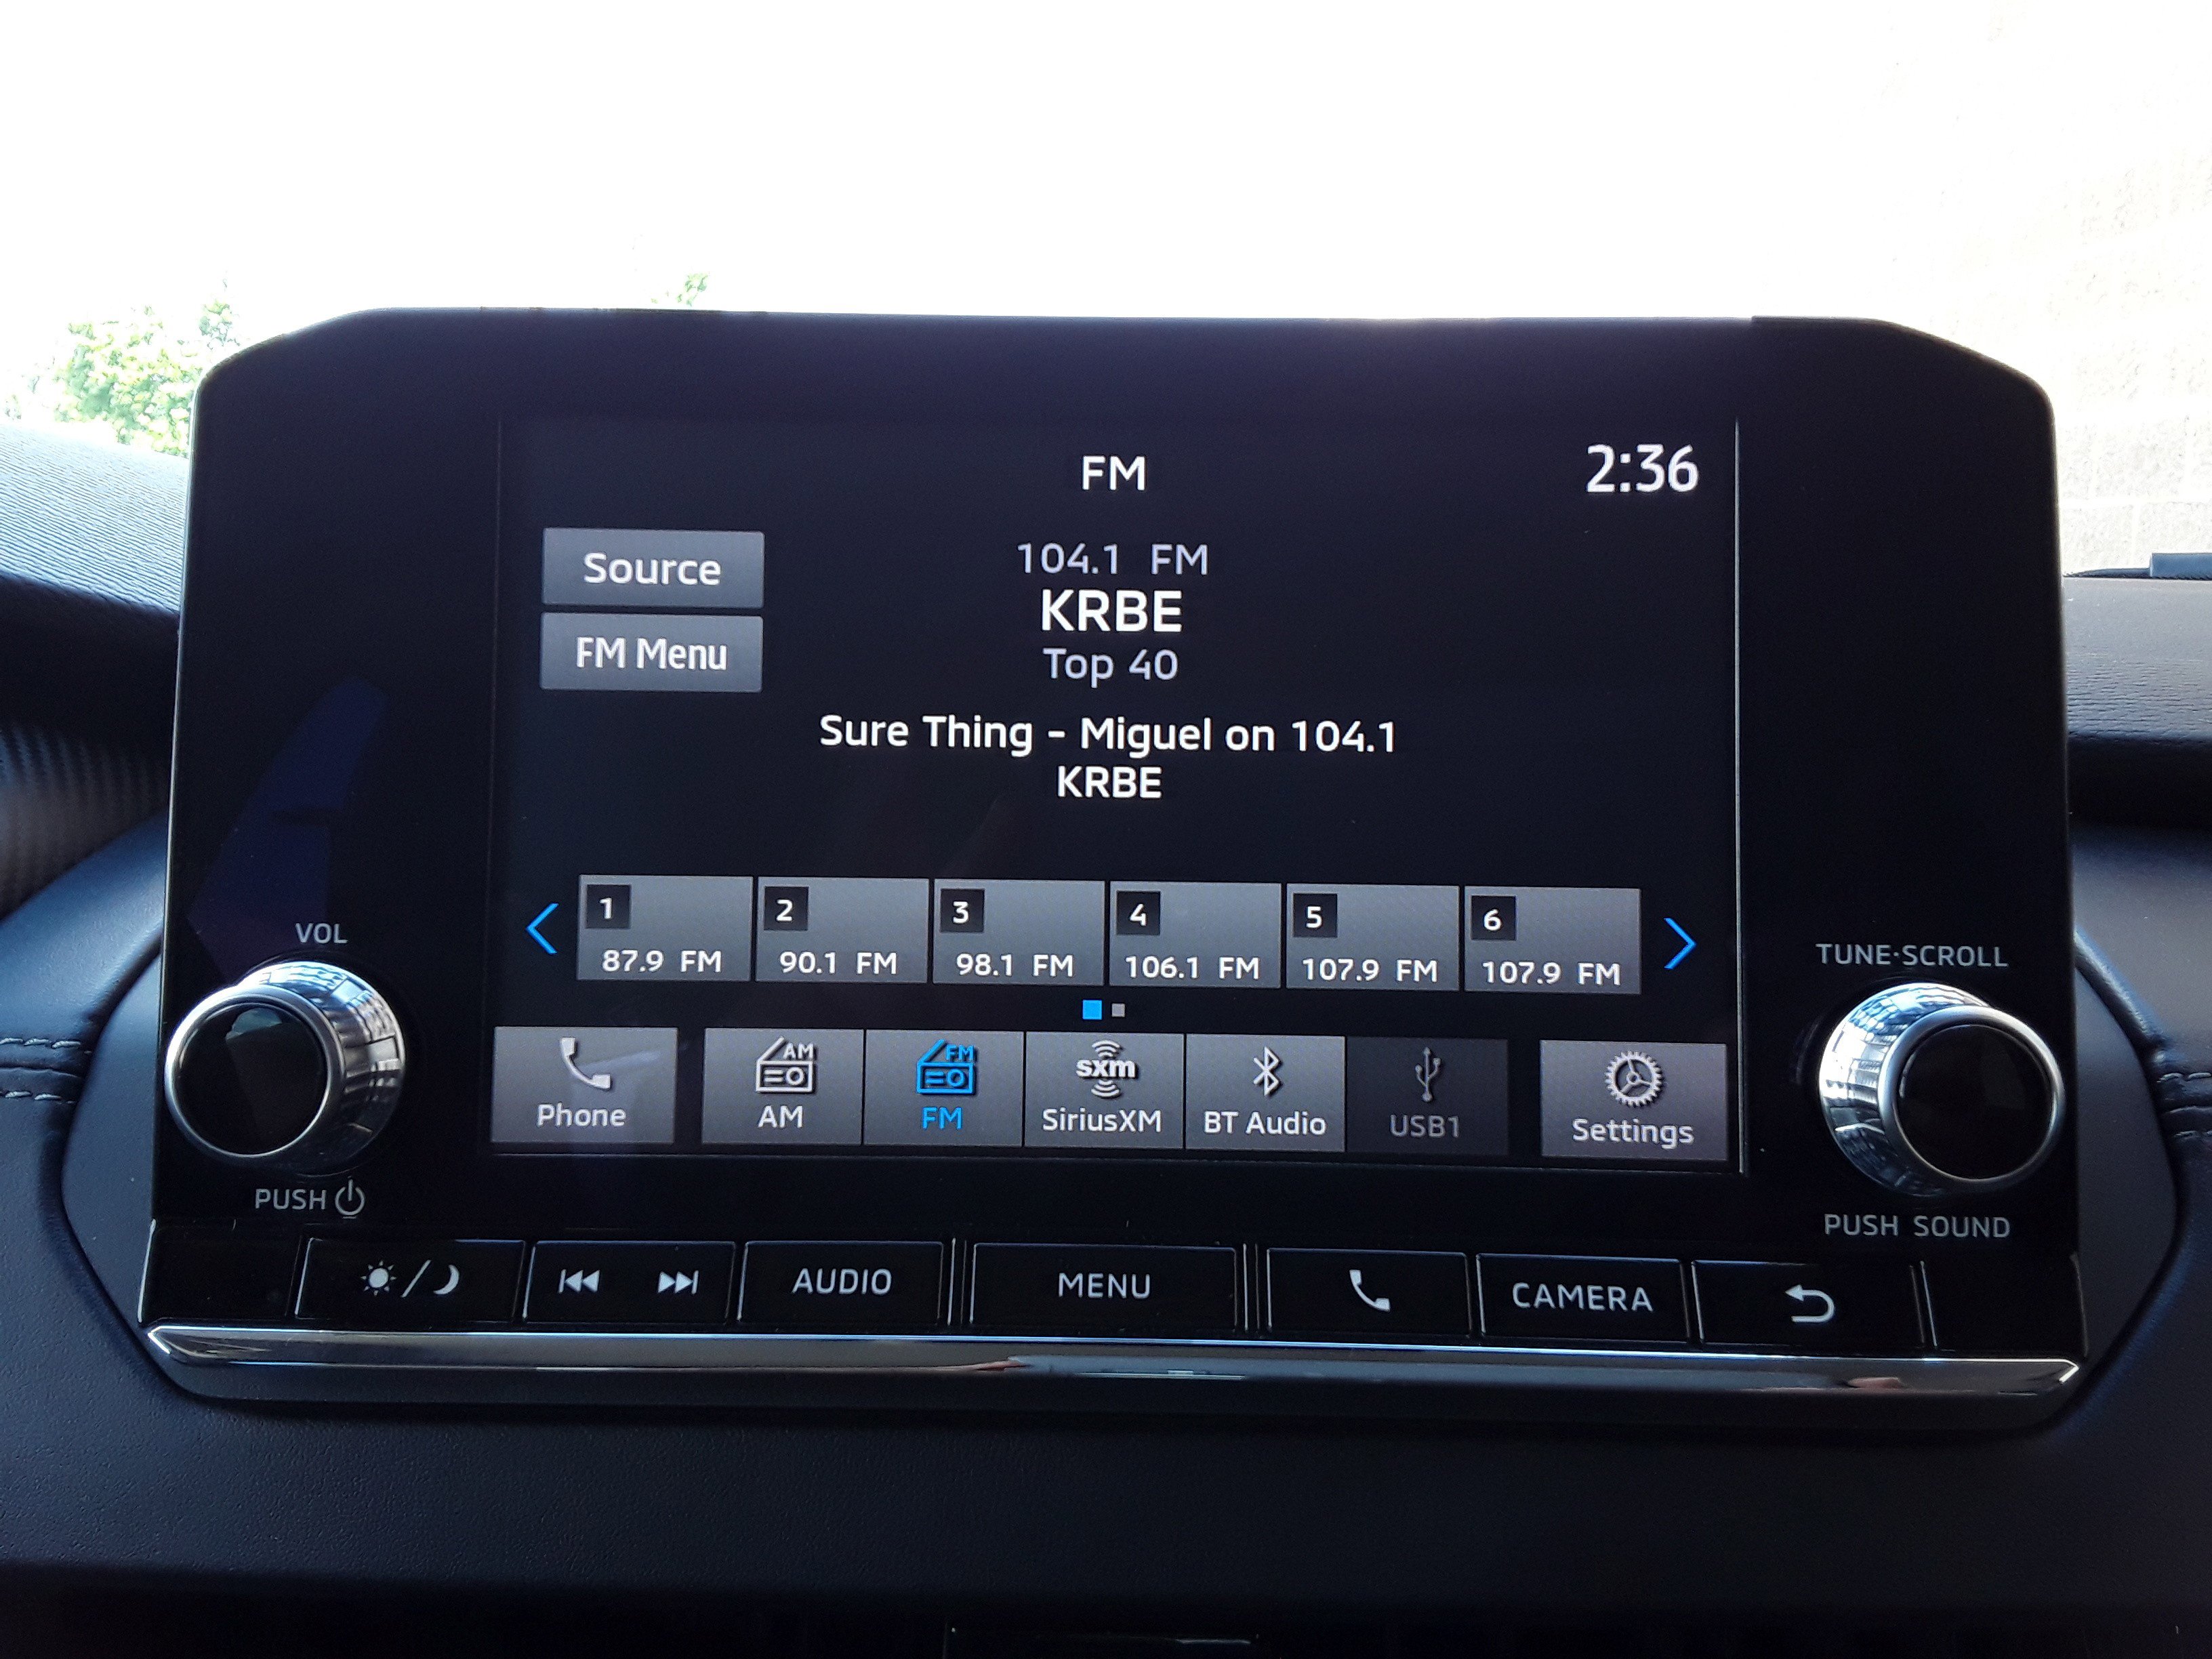 FM
2:36
Source
104.1 FM
KRBE
FM Menu
Top 40
Sure Thing - Miguel on 104.1
KRBE
1
2
3
4
5
6
87.9 FM
90.1 FM
98.1 FM
106.1 FM
107.9 FM
107.9 FM
VOL
TUNE·SCROLL
AM
FM
sxm
Phone
AM
FM
SiriusXM
BT Audio
USB1
Settings
PUSH
PUSH SOUND
AUDIO
MENU
CAMERA